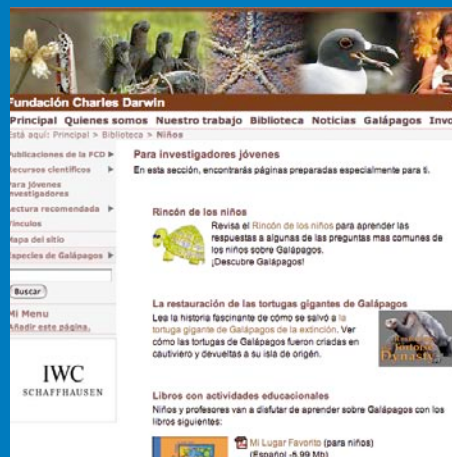 Fundación Charles Darwin
Principal Quienes somos Nuestro trabajo Biblioteca Noticias Galápagos Invo
Está aquí: Principal > Biblioteca > Niños
Publicaciones de la FCD
Recursos científicos
Para jóvenes
investigadores
Lectura recomendada
Vínculos
Mapa del sitio
Especies de Galápagos
Buscar
Mi Menu
Añadir este página.
IWC
SCHAFFHAUSEN
Para investigadores jóvenes
En esta sección, encontrarás páginas preparadas especialmente para ti.
Rincón de los niños
Revisa el Rincón de los niños para aprender las
respuestas a algunas de las preguntas mas comunes de
los niños sobre Galápagos.
¡Descubre Galápagos!
La restauración de las tortugas gigantes de Galápagos
Lea la historia fascinante de cómo se salvó a la
tortuga gigante de Galápagos de la extinción. Ver
cómo las tortugas de Galápagos fueron criadas en
cautiverio y devueltas a su isla de origén.
Tortoise
Dynasty
Libros con actividades educacionales
Niños y profesores van a disfutar de aprender sobre Galápagos con los
libros siguientes:
Mi Lugar Favorito (para niños)
(Español -5.99 Mb)